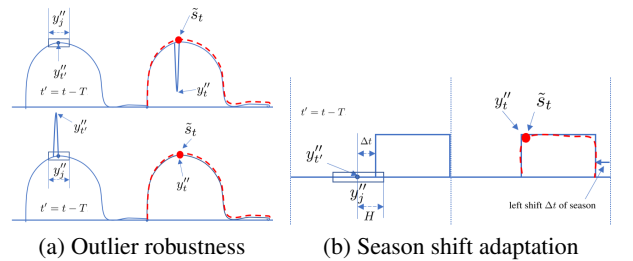 y''_j
s̃_t
y''_{t'}
y''_t
t' = t − T
y''_{t'}
s̃_t
y''_j
y''_t
t' = t − T
(a) Outlier robustness
t' = t − T
y''_t
s̃_t
Δt
y''_{t'}
y''_j
H
left shift Δt of season
(b) Season shift adaptation